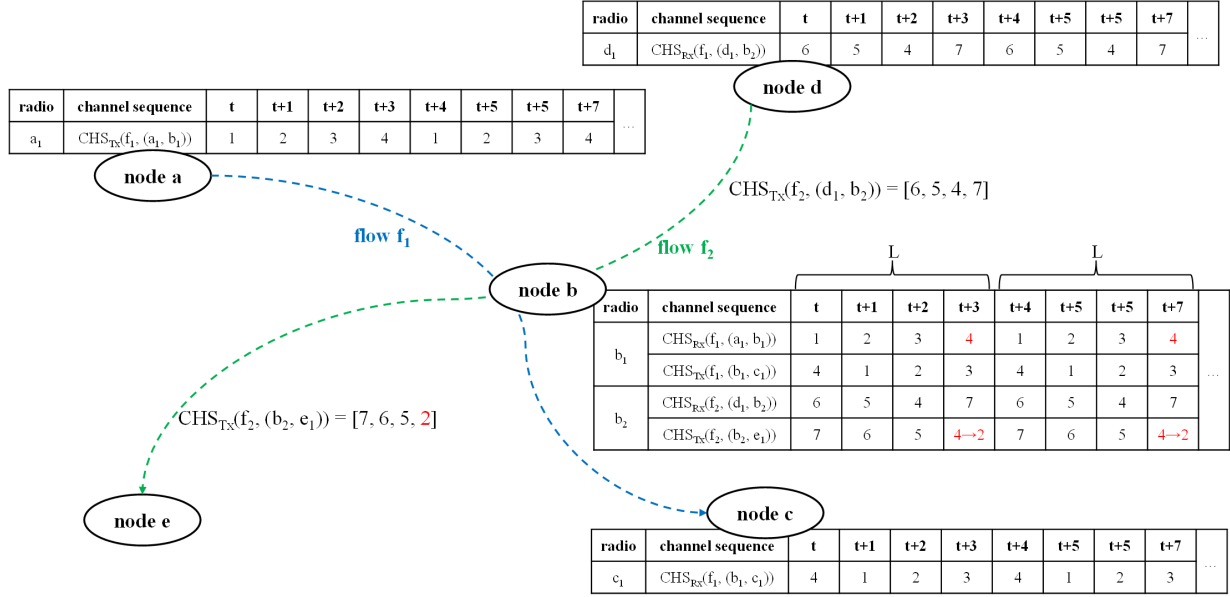 radio channel sequence t t+1 t+2 t+3 t+4 t+5 t+5 t+7 ...
d1 CHSRx(f1, (d1, b2)) 6 5 4 7 6 5 4 7
node d
radio channel sequence t t+1 t+2 t+3 t+4 t+5 t+5 t+7 ...
a1 CHSTx(f1, (a1, b1)) 1 2 3 4 1 2 3 4
node a
CHSTx(f2, (d1, b2)) = [6, 5, 4, 7]
flow f1
flow f2
L L
node b
radio channel sequence t t+1 t+2 t+3 t+4 t+5 t+5 t+7 ...
b1 CHSRx(f1, (a1, b1)) 1 2 3 4 1 2 3 4
CHSTx(f1, (b1, c1)) 4 1 2 3 4 1 2 3
b2 CHSRx(f2, (d1, b2)) 6 5 4 7 6 5 4 7
CHSTx(f2, (b2, e1)) 7 6 5 4→2 7 6 5 4→2
CHSTx(f2, (b2, e1)) = [7, 6, 5, 2]
node e
node c
radio channel sequence t t+1 t+2 t+3 t+4 t+5 t+5 t+7 ...
c1 CHSRx(f1, (b1, c1)) 4 1 2 3 4 1 2 3